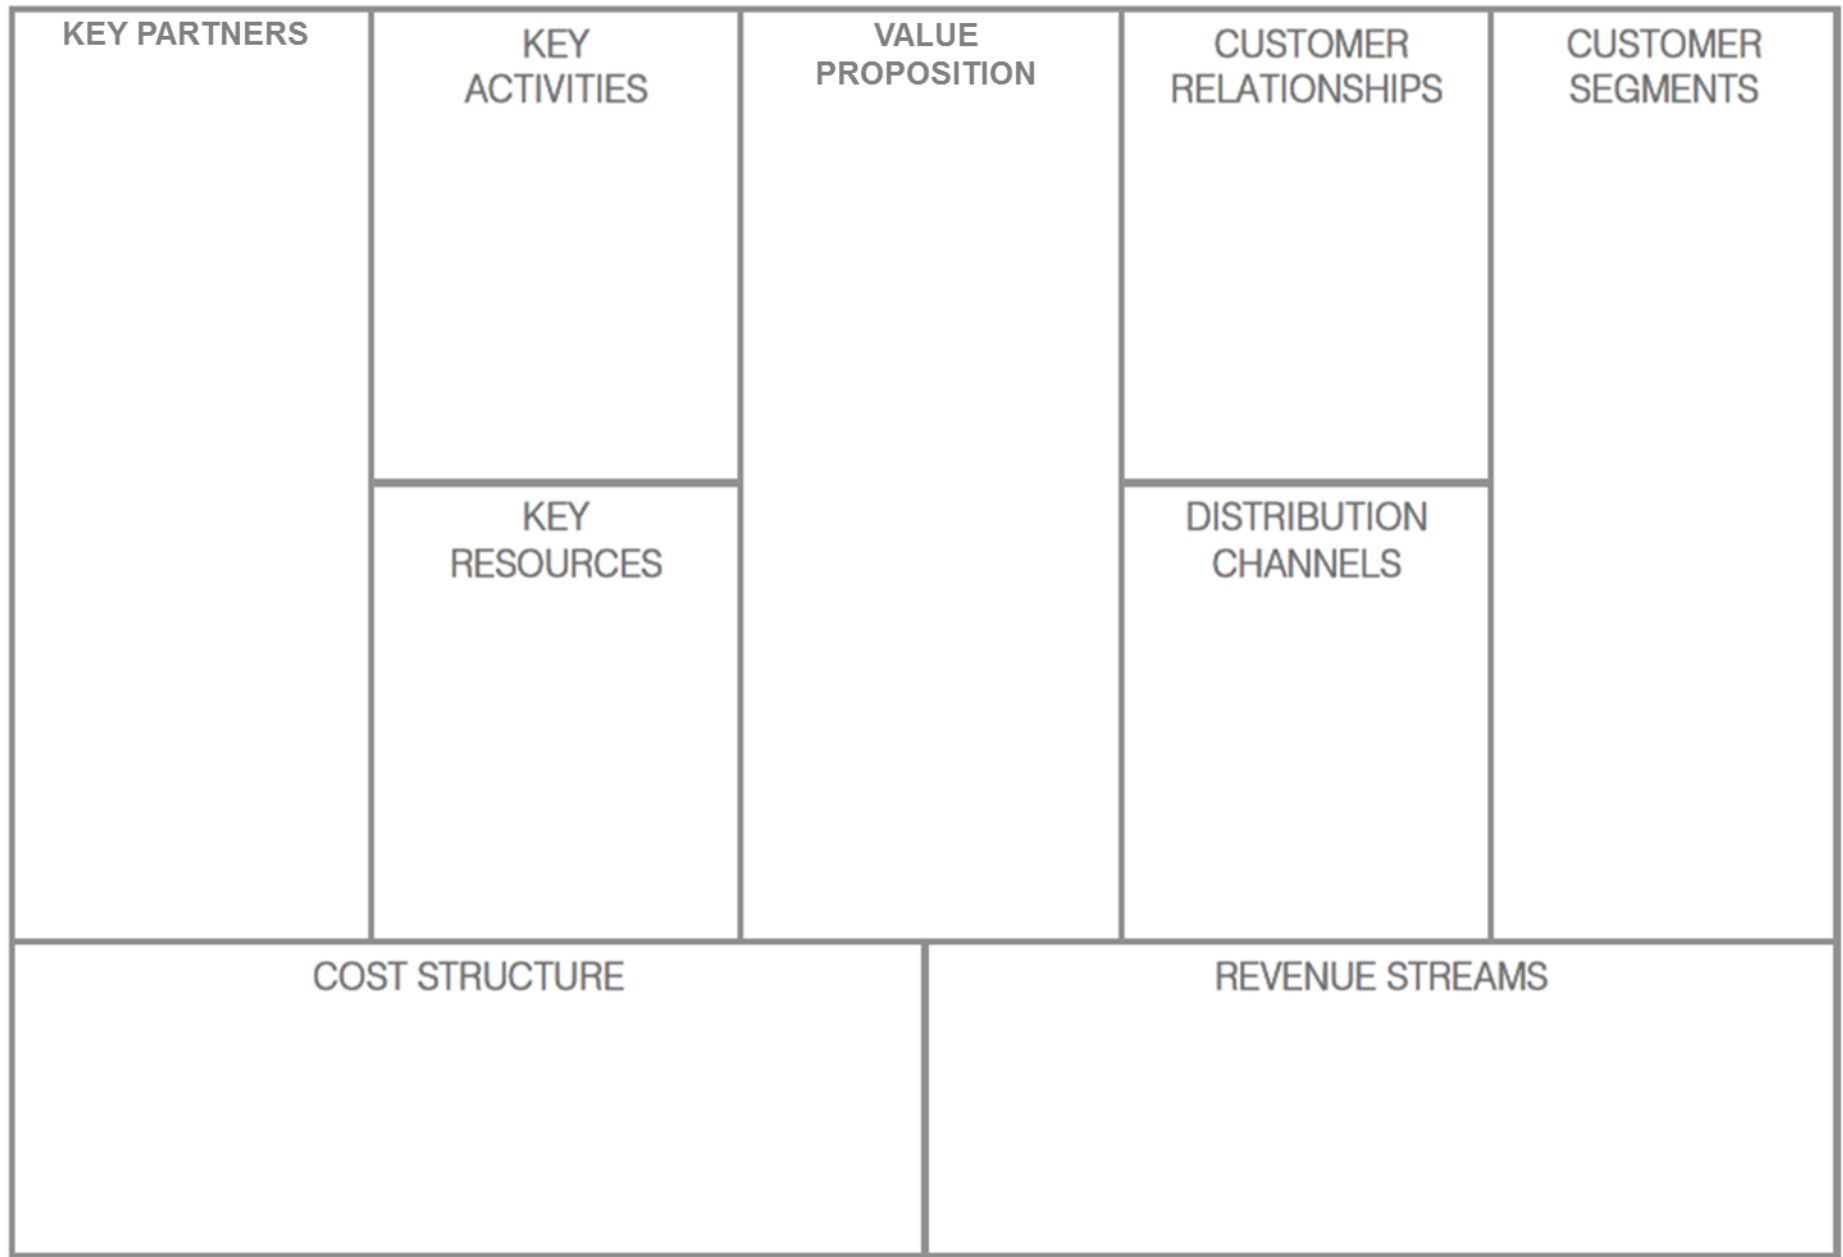 KEY PARTNERS
KEY
ACTIVITIES
VALUE
PROPOSITION
CUSTOMER
RELATIONSHIPS
CUSTOMER
SEGMENTS
KEY
RESOURCES
DISTRIBUTION
CHANNELS
COST STRUCTURE
REVENUE STREAMS